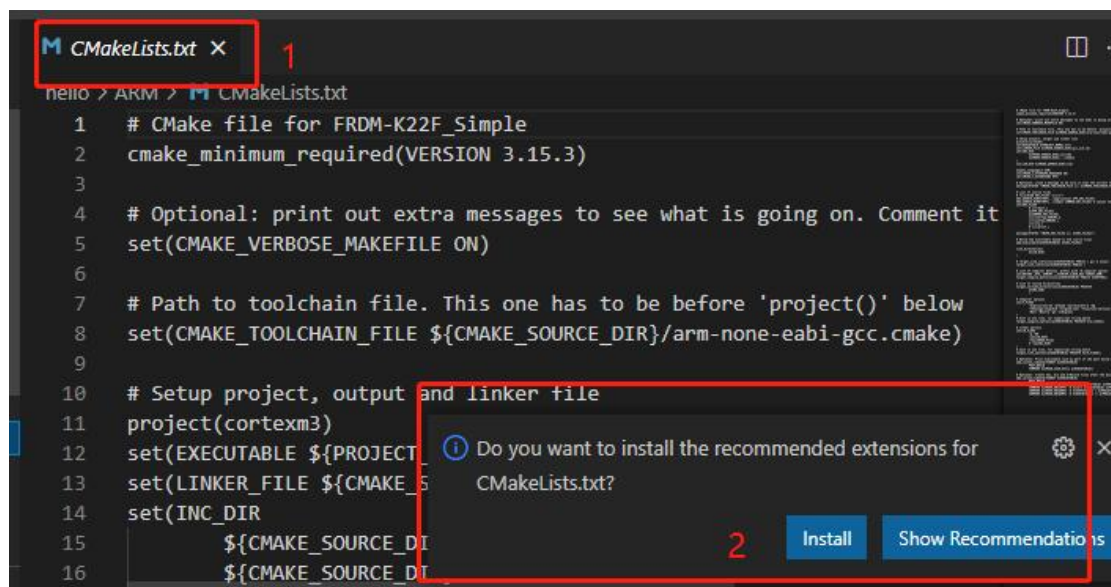 CMakeLists.txt
1
hello > ARM > CMakeLists.txt
1 # CMake file for FRDM-K22F_Simple
2 cmake_minimum_required(VERSION 3.15.3)
3
4 # Optional: print out extra messages to see what is going on. Comment it
5 set(CMAKE_VERBOSE_MAKEFILE ON)
6
7 # Path to toolchain file. This one has to be before 'project()' below
8 set(CMAKE_TOOLCHAIN_FILE ${CMAKE_SOURCE_DIR}/arm-none-eabi-gcc.cmake)
9
10 # Setup project, output and linker file
11 project(cortexm3)
12 set(EXECUTABLE ${PROJECT_
13 set(LINKER_FILE ${CMAKE_S
14 set(INC_DIR
15 ${CMAKE_SOURCE_DI
16 ${CMAKE_SOURCE_DI
Do you want to install the recommended extensions for
CMakeLists.txt?
2
Install
Show Recommendations